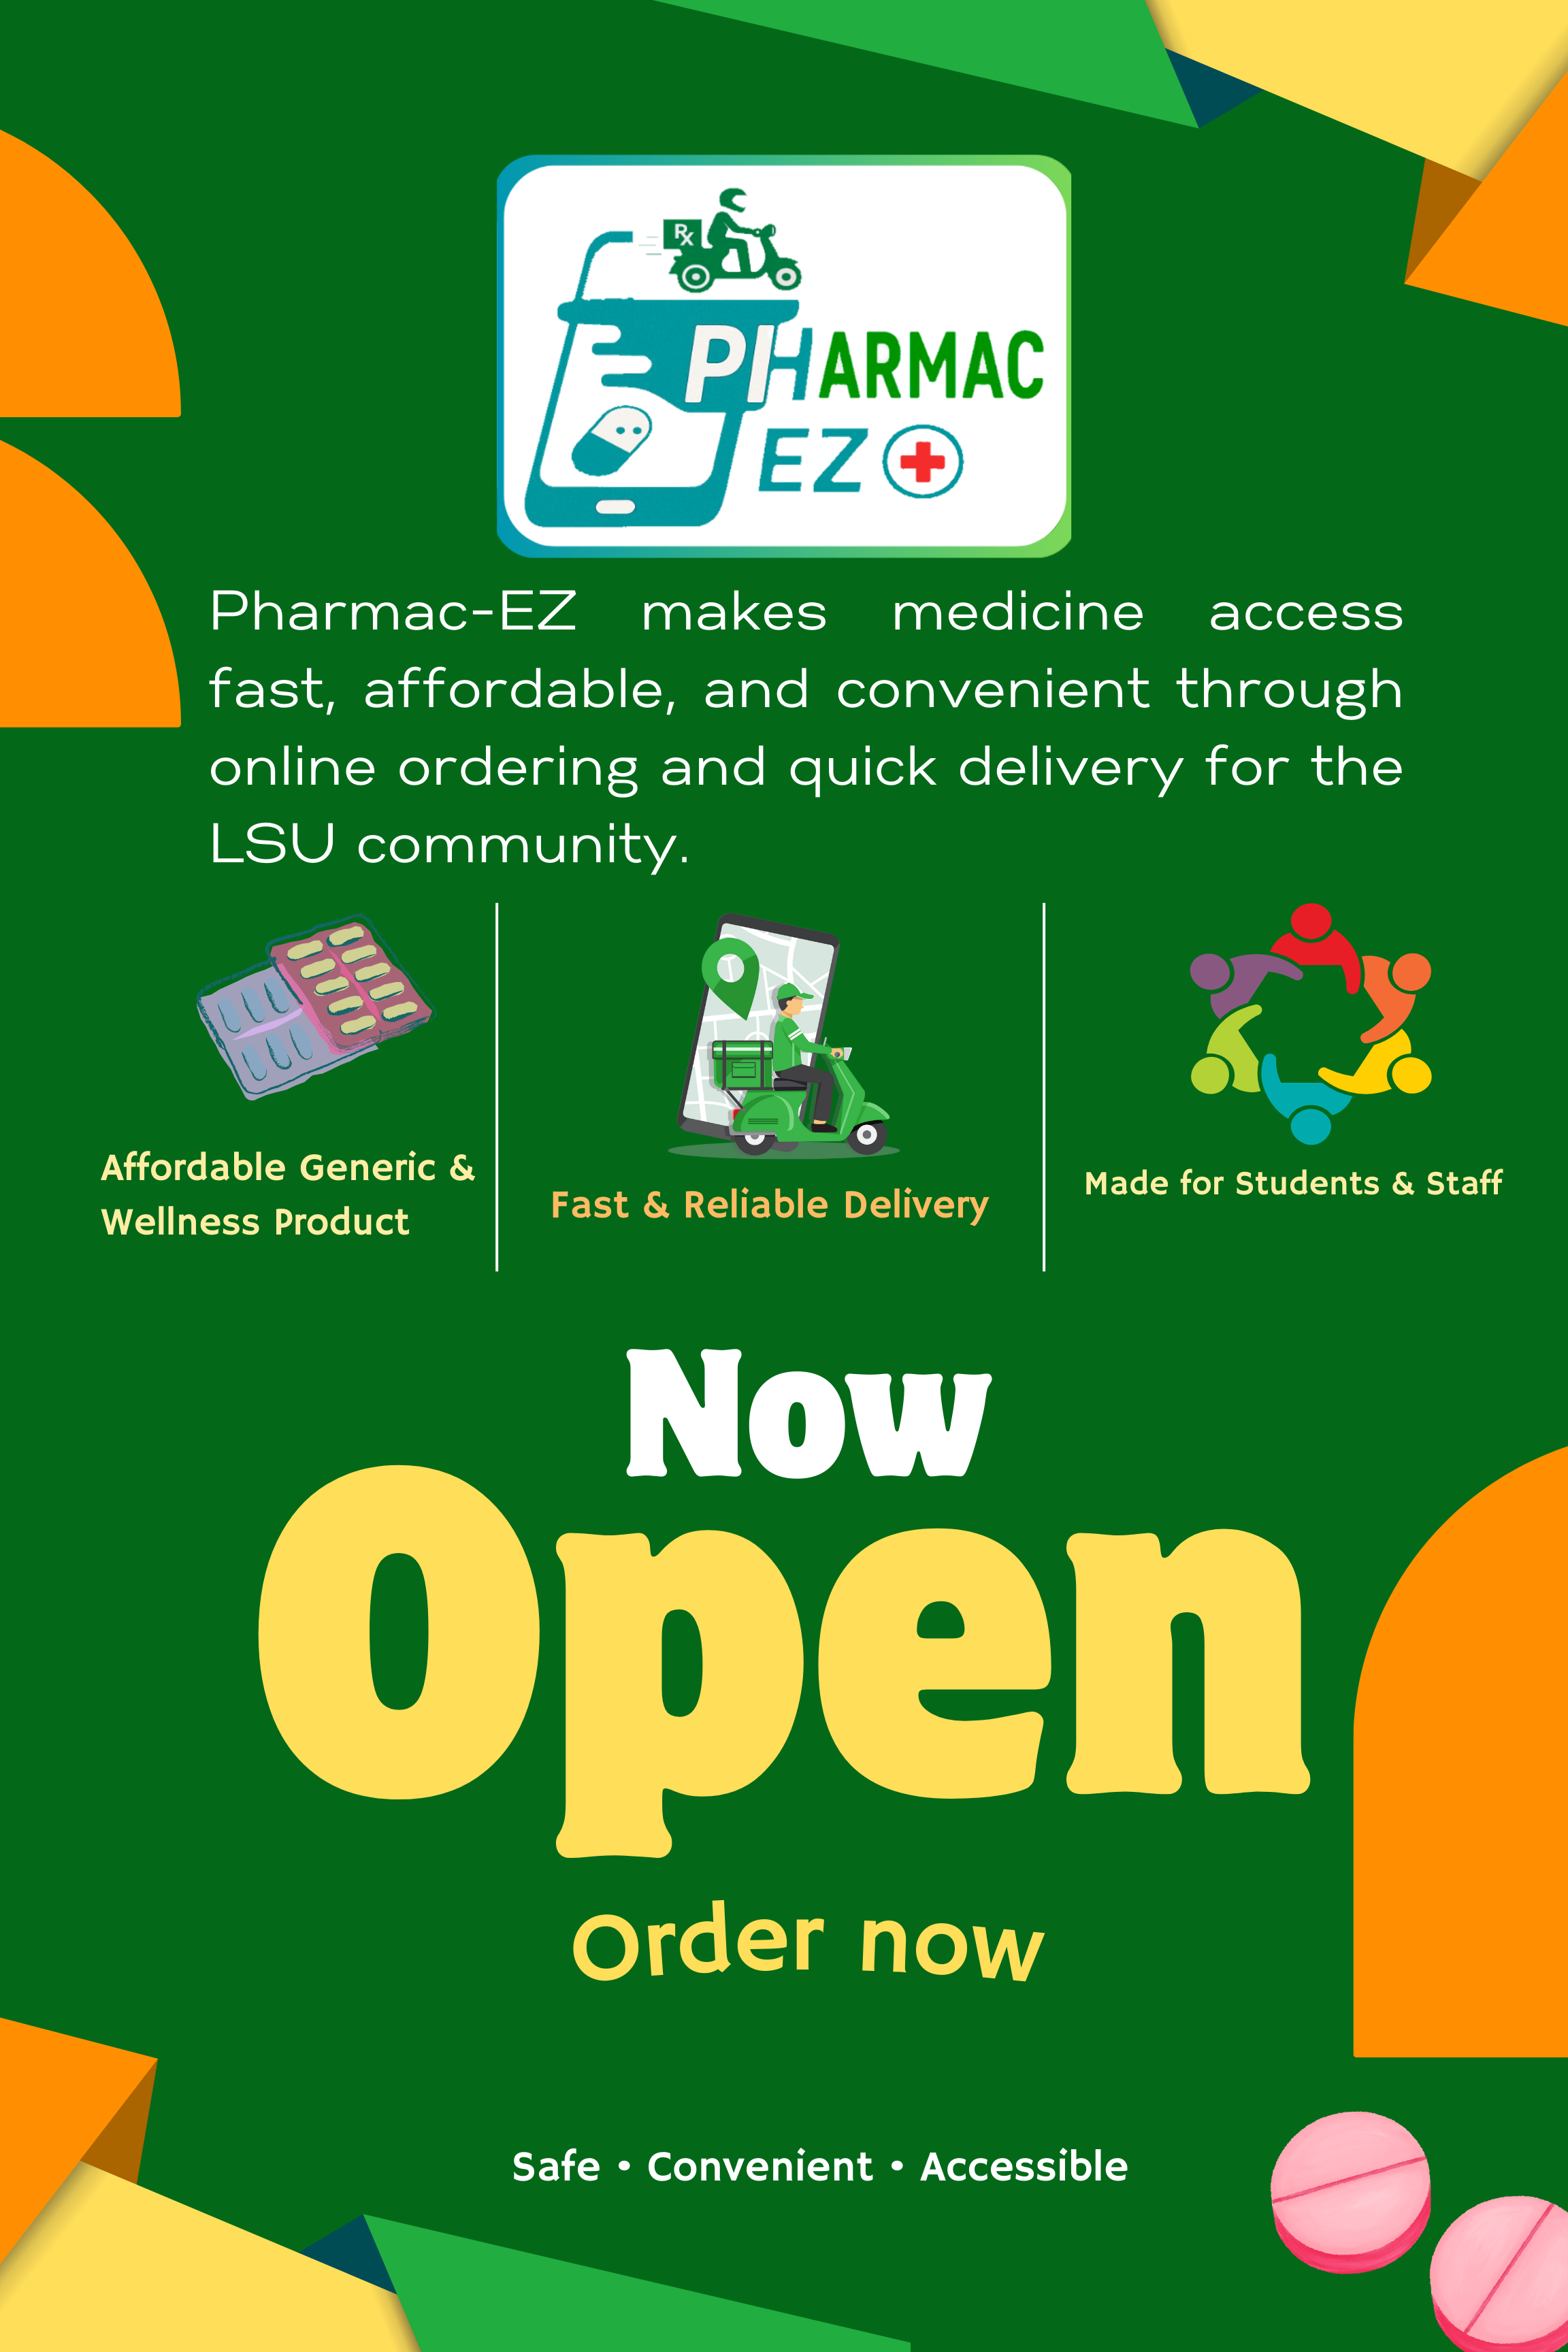 Rx
PHARMAC
EZ
Pharmac-EZ makes medicine access
fast, affordable, and convenient through
online ordering and quick delivery for the
LSU community.
Affordable Generic &
Wellness Product
Fast & Reliable Delivery
Made for Students & Staff
Now
Open
Order now
Safe • Convenient • Accessible